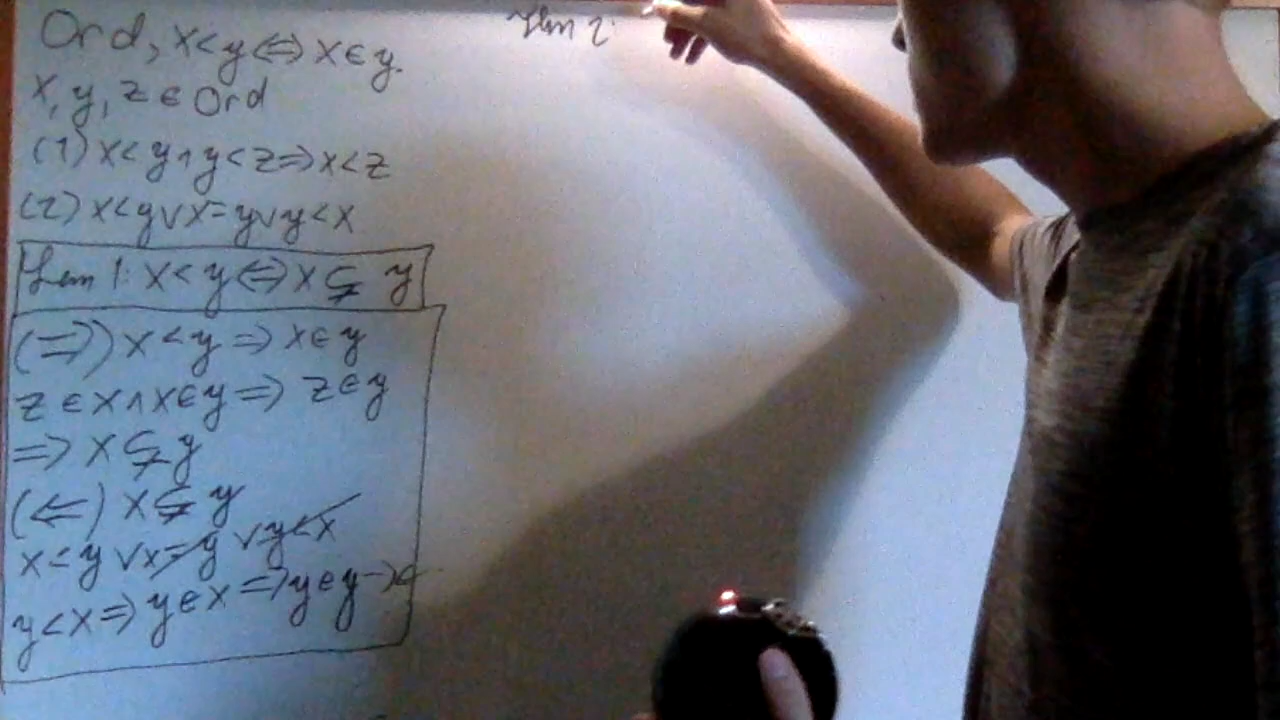 Ord, x<y⇔x∈y.
x, y, z ∈ Ord
(1) x<y∧y<z⇒x<z
(2) x<y∨x=y∨y<x
Lem 1: x<y⇔x⊊y
(⇒) x<y⇒x∈y
z∈x∧x∈y⇒z∈y
⇒x⊊y
(⇐) x⊊y
x<y∨x=y∨y<x
y<x⇒y∈x⇒y∈y→←
Lem 2: